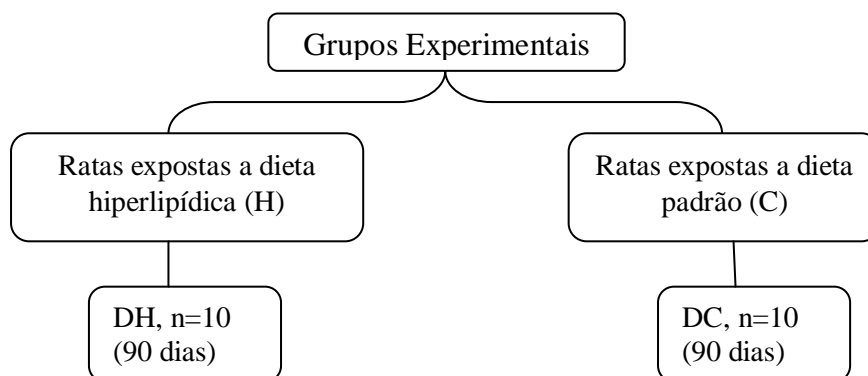 Grupos Experimentais
Ratas expostas a dieta
hiperlipídica (H)
Ratas expostas a dieta
padrão (C)
DH, n=10
(90 dias)
DC, n=10
(90 dias)